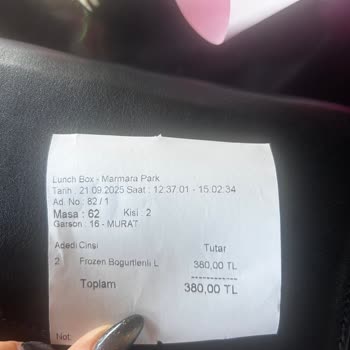 Lunch Box - Marmara Park
Tarih : 21.09.2025 Saat : 12:37:01 - 15:02:34
Ad. No : 82 / 1
Masa : 62 Kisi : 2
Garson : 16 - MURAT
Adedi Cinsi Tutar
2 Frozen Bogurtlenli L 380,00 TL
Toplam 380,00 TL
Not: